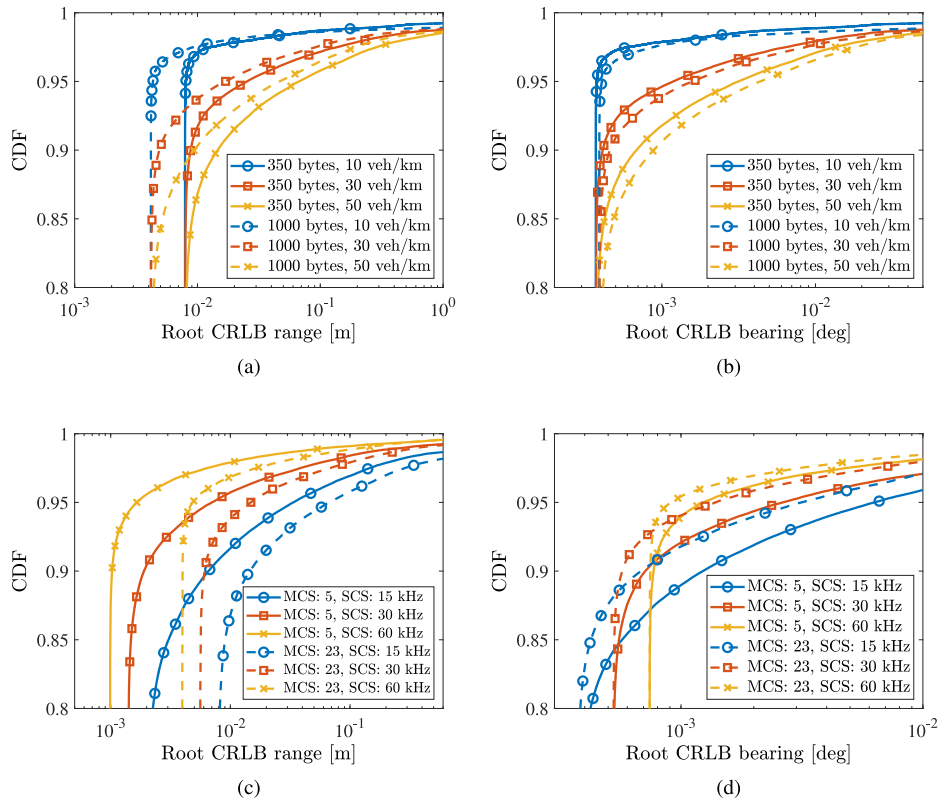 CDF
1
0.95
0.9
0.85
0.8
350 bytes, 10 veh/km
350 bytes, 30 veh/km
350 bytes, 50 veh/km
1000 bytes, 10 veh/km
1000 bytes, 30 veh/km
1000 bytes, 50 veh/km
10^-3 10^-2 10^-1 10^0
Root CRLB range [m]
(a)
CDF
1
0.95
0.9
0.85
0.8
350 bytes, 10 veh/km
350 bytes, 30 veh/km
350 bytes, 50 veh/km
1000 bytes, 10 veh/km
1000 bytes, 30 veh/km
1000 bytes, 50 veh/km
10^-3 10^-2
Root CRLB bearing [deg]
(b)
CDF
1
0.95
0.9
0.85
0.8
MCS: 5, SCS: 15 kHz
MCS: 5, SCS: 30 kHz
MCS: 5, SCS: 60 kHz
MCS: 23, SCS: 15 kHz
MCS: 23, SCS: 30 kHz
MCS: 23, SCS: 60 kHz
10^-3 10^-2 10^-1
Root CRLB range [m]
(c)
CDF
1
0.95
0.9
0.85
0.8
MCS: 5, SCS: 15 kHz
MCS: 5, SCS: 30 kHz
MCS: 5, SCS: 60 kHz
MCS: 23, SCS: 15 kHz
MCS: 23, SCS: 30 kHz
MCS: 23, SCS: 60 kHz
10^-3 10^-2
Root CRLB bearing [deg]
(d)